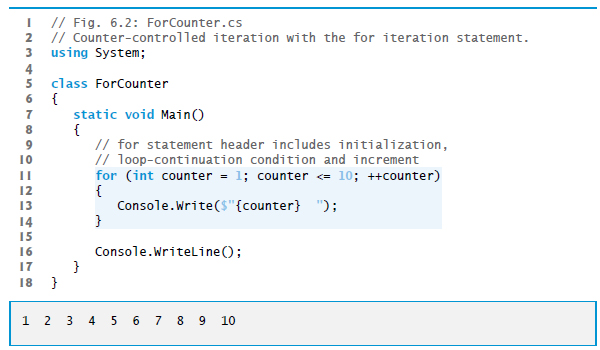 1 // Fig. 6.2: ForCounter.cs
2 // Counter-controlled iteration with the for iteration statement.
3 using System;
4
5 class ForCounter
6 {
7 static void Main()
8 {
9 // for statement header includes initialization,
10 // loop-continuation condition and increment
11 for (int counter = 1; counter <= 10; ++counter)
12 {
13 Console.Write($"{counter}  ");
14 }
15
16 Console.WriteLine();
17 }
18 }
1 2 3 4 5 6 7 8 9 10